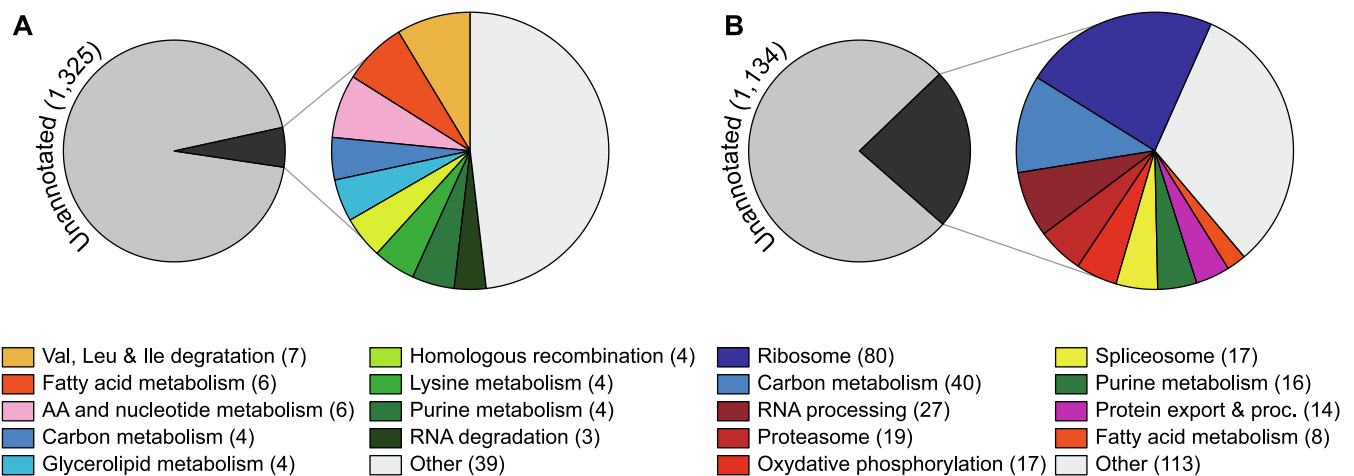 A
Unannotated (1,325)
B
Unannotated (1,134)
Val, Leu & Ile degratation (7)
Fatty acid metabolism (6)
AA and nucleotide metabolism (6)
Carbon metabolism (4)
Glycerolipid metabolism (4)
Homologous recombination (4)
Lysine metabolism (4)
Purine metabolism (4)
RNA degradation (3)
Other (39)
Ribosome (80)
Carbon metabolism (40)
RNA processing (27)
Proteasome (19)
Oxydative phosphorylation (17)
Spliceosome (17)
Purine metabolism (16)
Protein export & proc. (14)
Fatty acid metabolism (8)
Other (113)